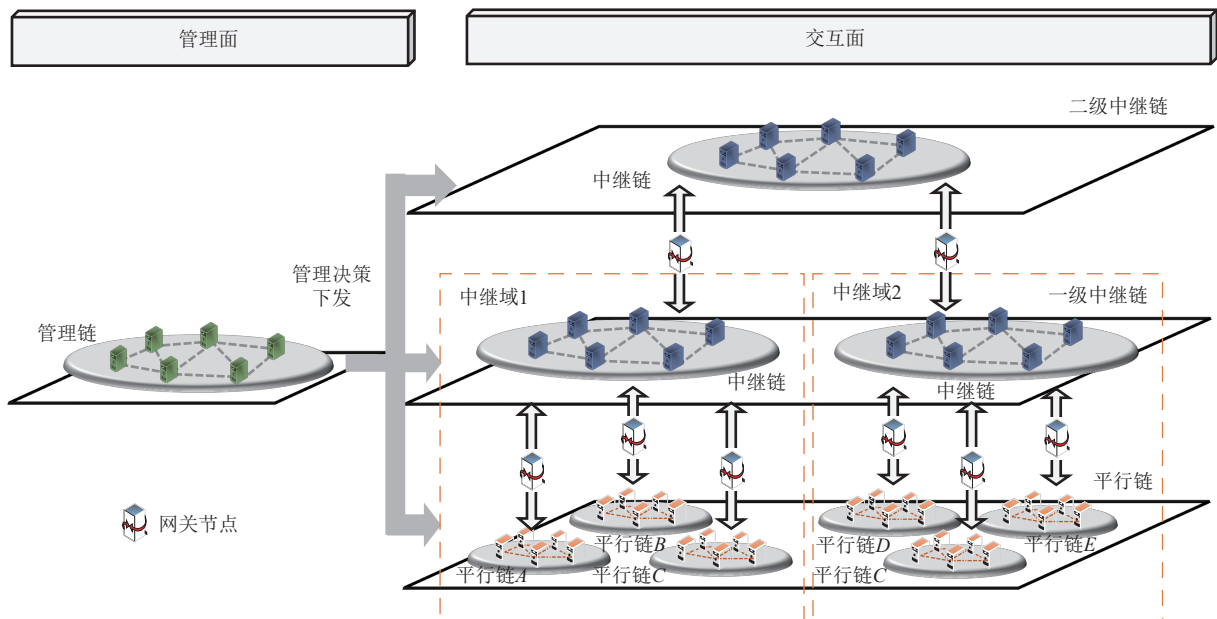 管理面
交互面
二级中继链
中继链
管理决策
下发
中继域1
中继域2
一级中继链
管理链
中继链
中继链
平行链
网关节点
平行链B
平行链D
平行链E
平行链A
平行链C
平行链C